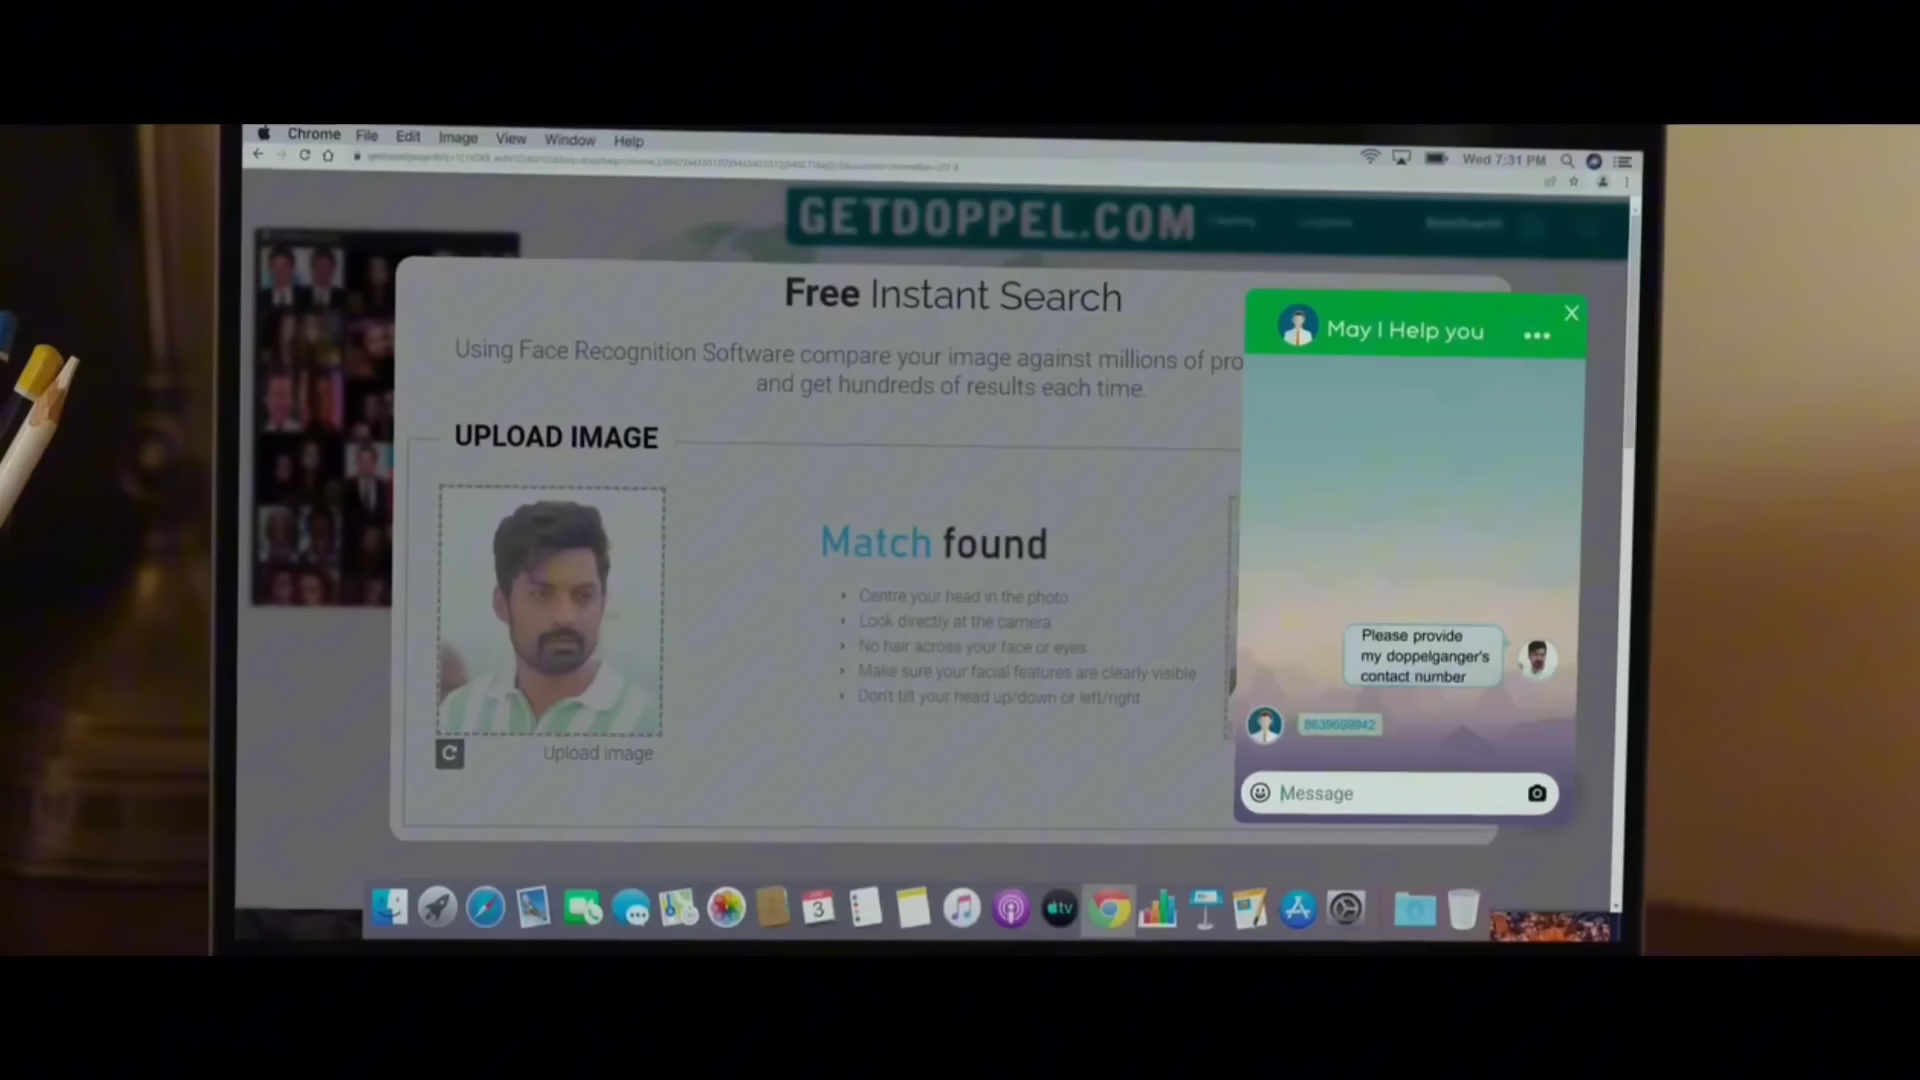 Chrome File Edit Image View Window Help
Wed 7:31 PM
GETDOPPEL.COM
Free Instant Search
Using Face Recognition Software compare your image against millions of pro
and get hundreds of results each time.
UPLOAD IMAGE
Match found
Centre your head in the photo
Look directly at the camera
No hair across your face or eyes
Make sure your facial features are clearly visible
Don't tilt your head up/down or left/right
Upload image
May I Help you
X
Please provide
my doppelganger's
contact number
8639699942
Message
3
tv